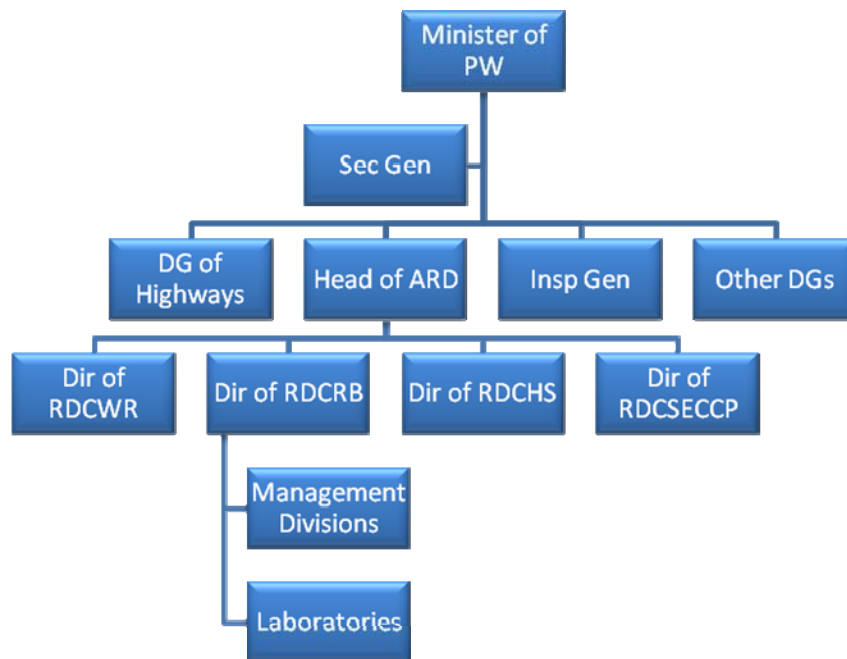 Minister of
PW
Sec Gen
DG of
Highways
Head of ARD
Insp Gen
Other DGs
Dir of
RDCWR
Dir of RDCRB
Dir of RDCHS
Dir of
RDCSECCP
Management
Divisions
Laboratories